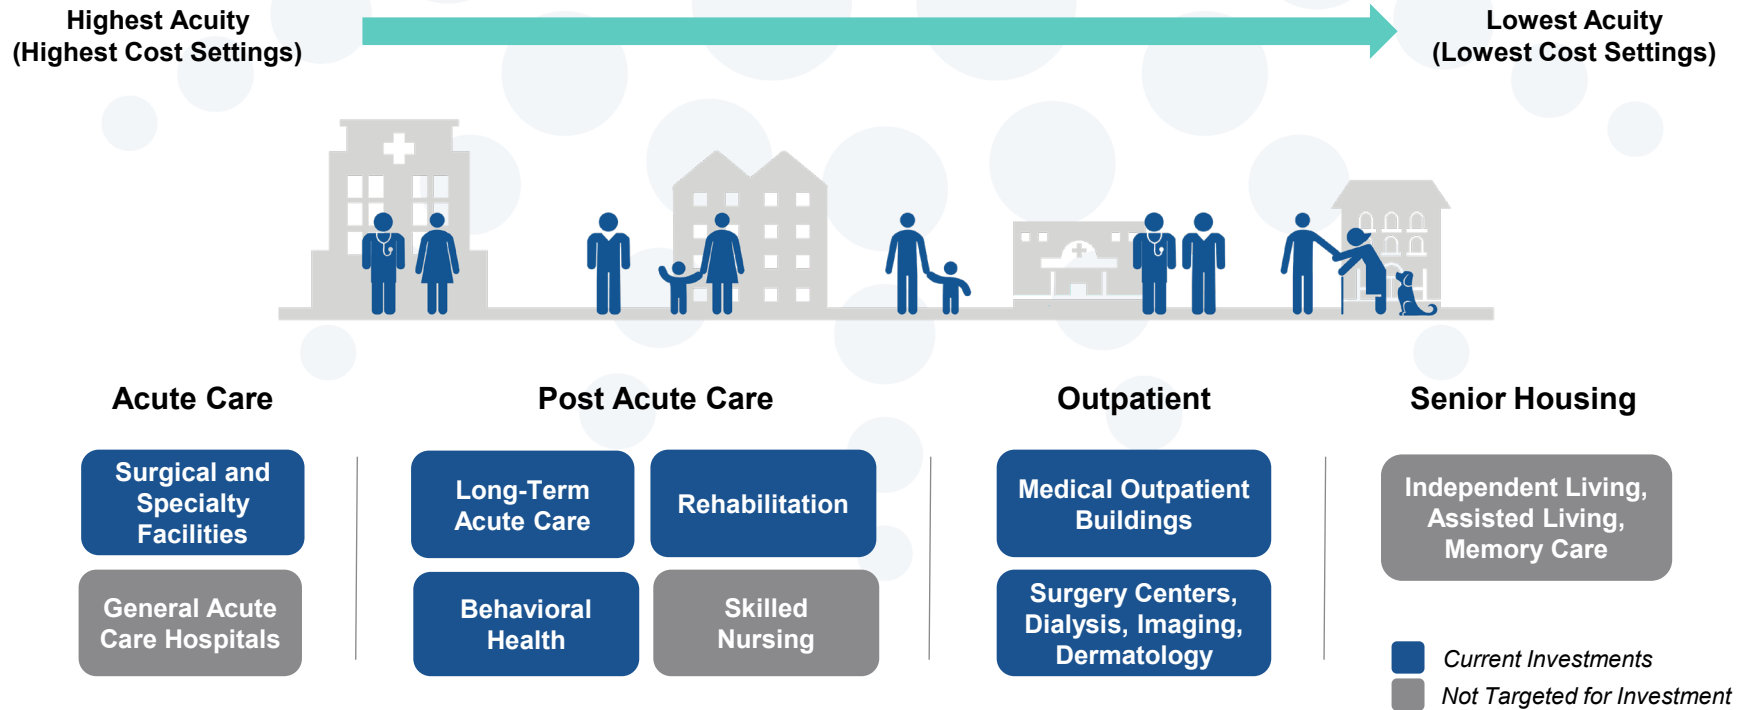 Highest Acuity
(Highest Cost Settings)
Lowest Acuity
(Lowest Cost Settings)
Acute Care
Post Acute Care
Outpatient
Senior Housing
Surgical and
Specialty
Facilities
General Acute
Care Hospitals
Long-Term
Acute Care
Rehabilitation
Behavioral
Health
Skilled
Nursing
Medical Outpatient
Buildings
Surgery Centers,
Dialysis, Imaging,
Dermatology
Independent Living,
Assisted Living,
Memory Care
Current Investments
Not Targeted for Investment